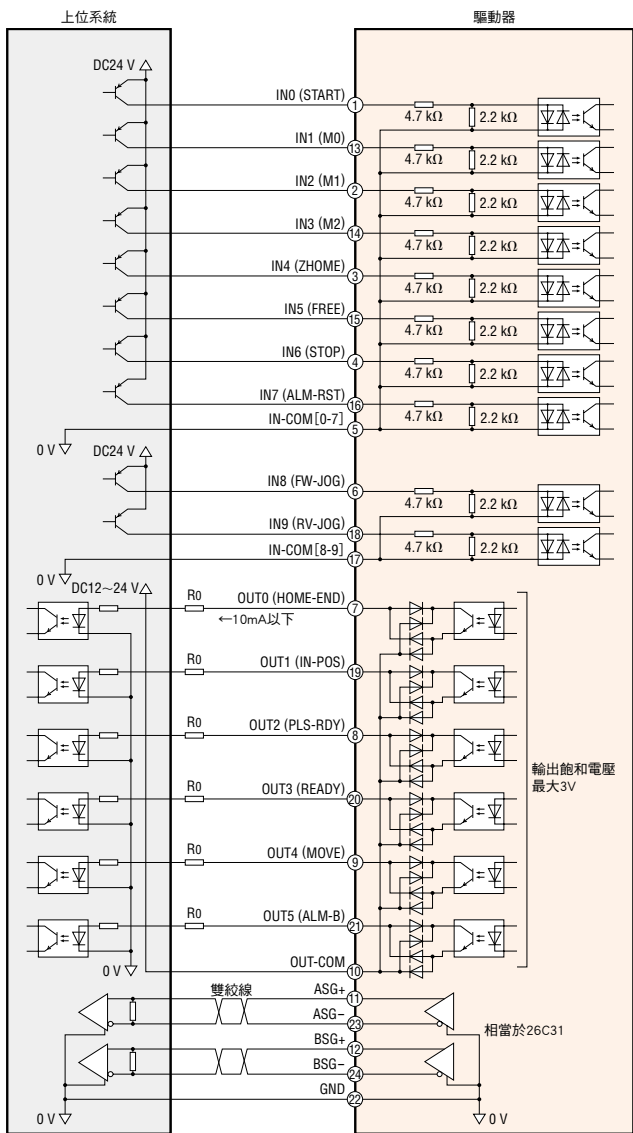 上位系統
驅動器
DC24 V
IN0 (START)
1
4.7 kΩ
2.2 kΩ
IN1 (M0)
13
4.7 kΩ
2.2 kΩ
IN2 (M1)
2
4.7 kΩ
2.2 kΩ
IN3 (M2)
14
4.7 kΩ
2.2 kΩ
IN4 (ZHOME)
3
4.7 kΩ
2.2 kΩ
IN5 (FREE)
15
4.7 kΩ
2.2 kΩ
IN6 (STOP)
4
4.7 kΩ
2.2 kΩ
IN7 (ALM-RST)
16
4.7 kΩ
2.2 kΩ
IN-COM [0-7]
5
0 V
DC24 V
IN8 (FW-JOG)
6
4.7 kΩ
2.2 kΩ
IN9 (RV-JOG)
18
4.7 kΩ
2.2 kΩ
IN-COM [8-9]
17
0 V
DC12~24 V
R0
OUT0 (HOME-END)
7
←10mA以下
R0
OUT1 (IN-POS)
19
R0
OUT2 (PLS-RDY)
8
輸出飽和電壓
最大3V
R0
OUT3 (READY)
20
R0
OUT4 (MOVE)
9
R0
OUT5 (ALM-B)
21
0 V
OUT-COM
10
雙絞線
ASG+
11
ASG−
23
相當於26C31
BSG+
12
BSG−
24
GND
22
0 V
0 V